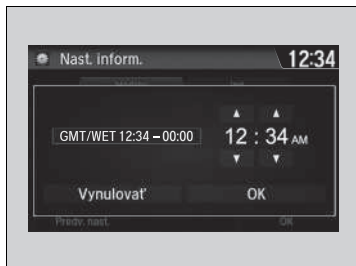 Nast. inform.
12:34
GMT/WET 12:34 – 00:00
12 : 34 AM
Vynulovať
OK
Predv. nast.
OK